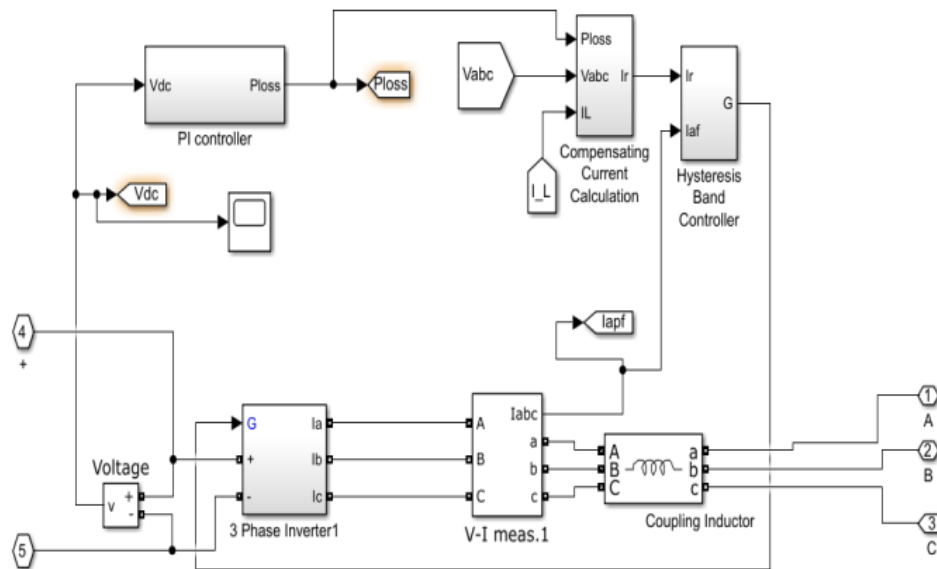 Vdc
Ploss
PI controller
Ploss
Vabc
Ploss
Vabc
IL
Ir
Compensating
Current
Calculation
I_L
Ir
Iaf
G
Hysteresis
Band
Controller
Vdc
4
+
Iapf
Voltage
v
+
-
5
G
+
-
Ia
Ib
Ic
3 Phase Inverter1
A
B
C
Iabc
a
b
c
V-I meas.1
A
B
C
a
b
c
Coupling Inductor
1
A
2
B
3
C